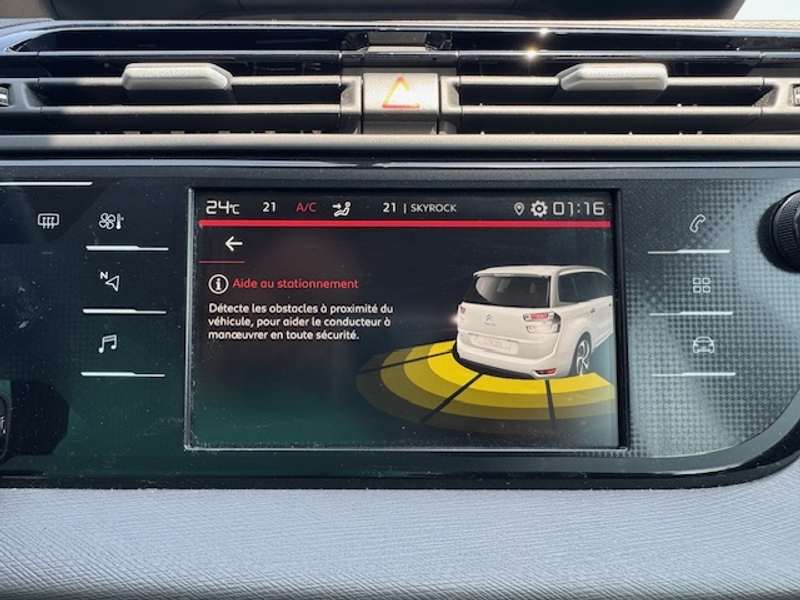 24°C 21 A/C 21 | SKYROCK 01:16
N
Aide au stationnement
Détecte les obstacles à proximité du
véhicule, pour aider le conducteur à
manœuvrer en toute sécurité.